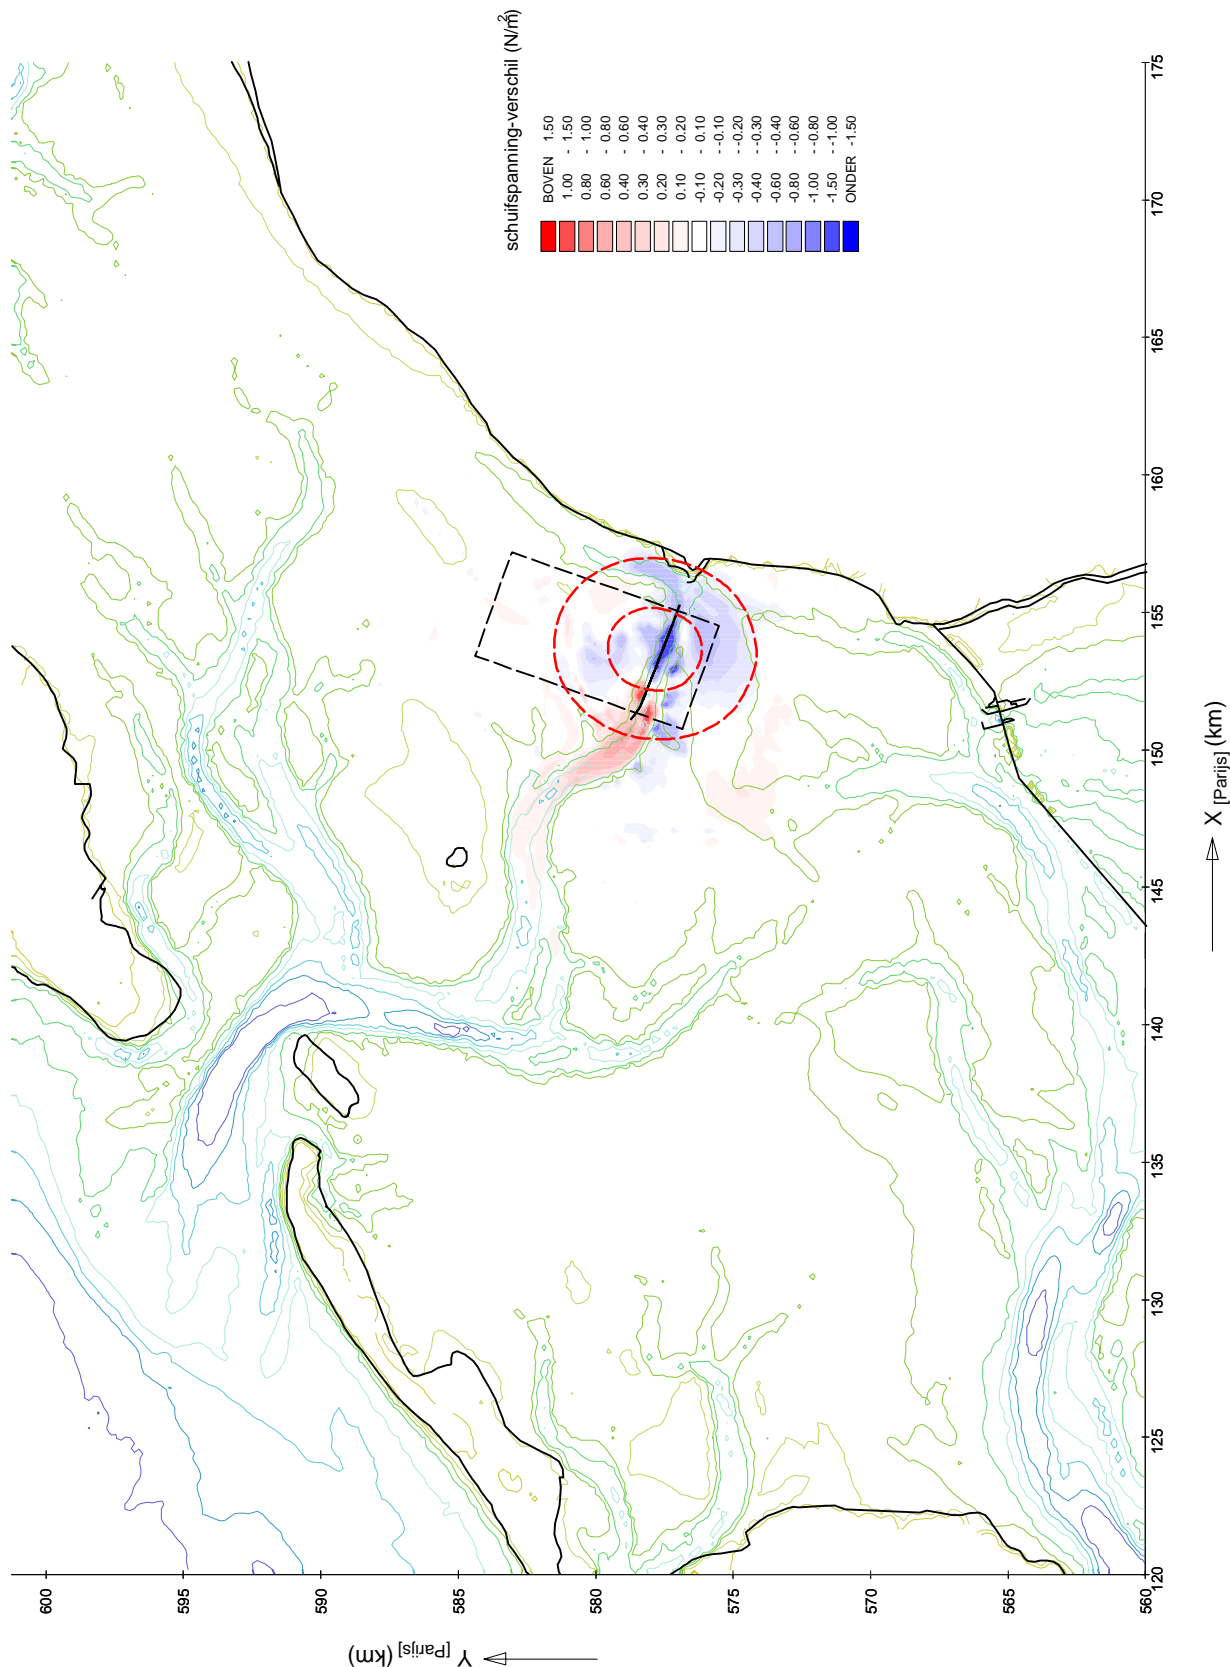 schuifspanning-verschil (N/m²)
BOVEN 1.50
1.00 - 1.50
0.80 - 1.00
0.60 - 0.80
0.40 - 0.60
0.30 - 0.40
0.20 - 0.30
0.10 - 0.20
-0.10 - 0.10
-0.20 - -0.10
-0.30 - -0.20
-0.40 - -0.30
-0.60 - -0.40
-0.80 - -0.60
-1.00 - -0.80
-1.50 - -1.00
ONDER -1.50
600
595
590
585
580
575
570
565
560
Y [Parijs] (km)
120
125
130
135
140
145
150
155
160
165
170
175
X [Parijs] (km)